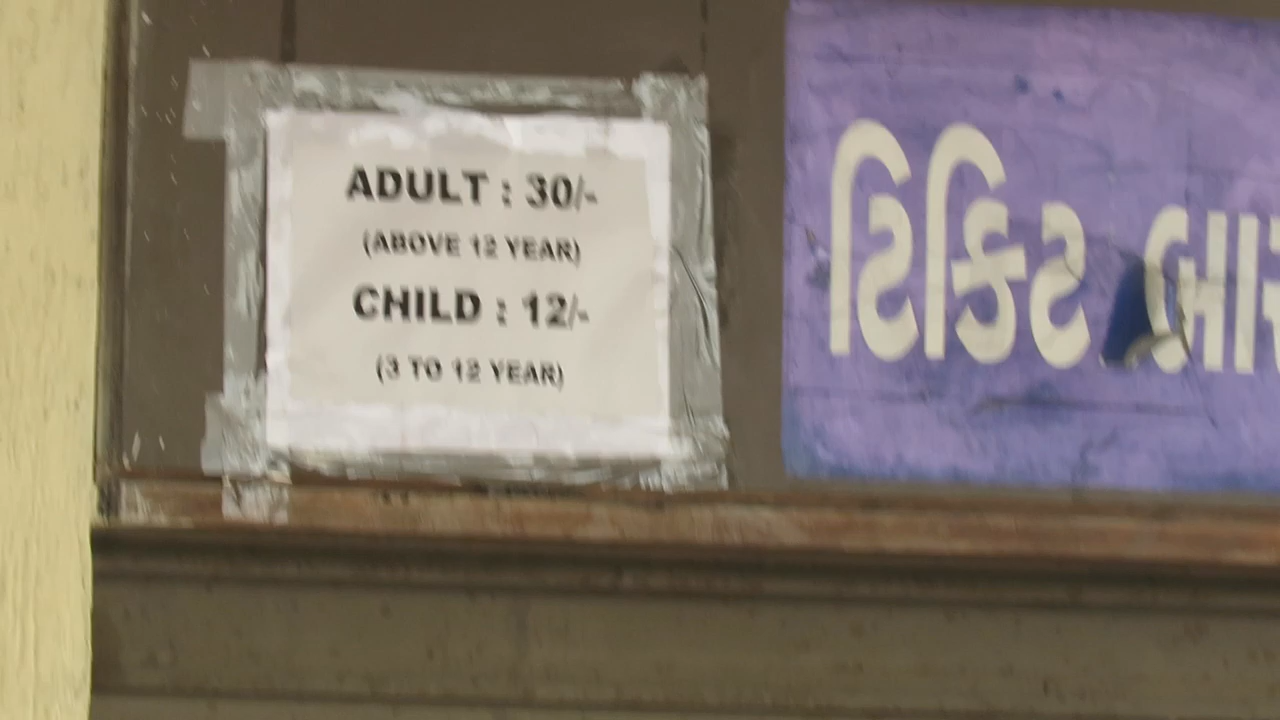 ADULT : 30/-
(ABOVE 12 YEAR)
CHILD : 12/-
(3 TO 12 YEAR)
ટિકિટ